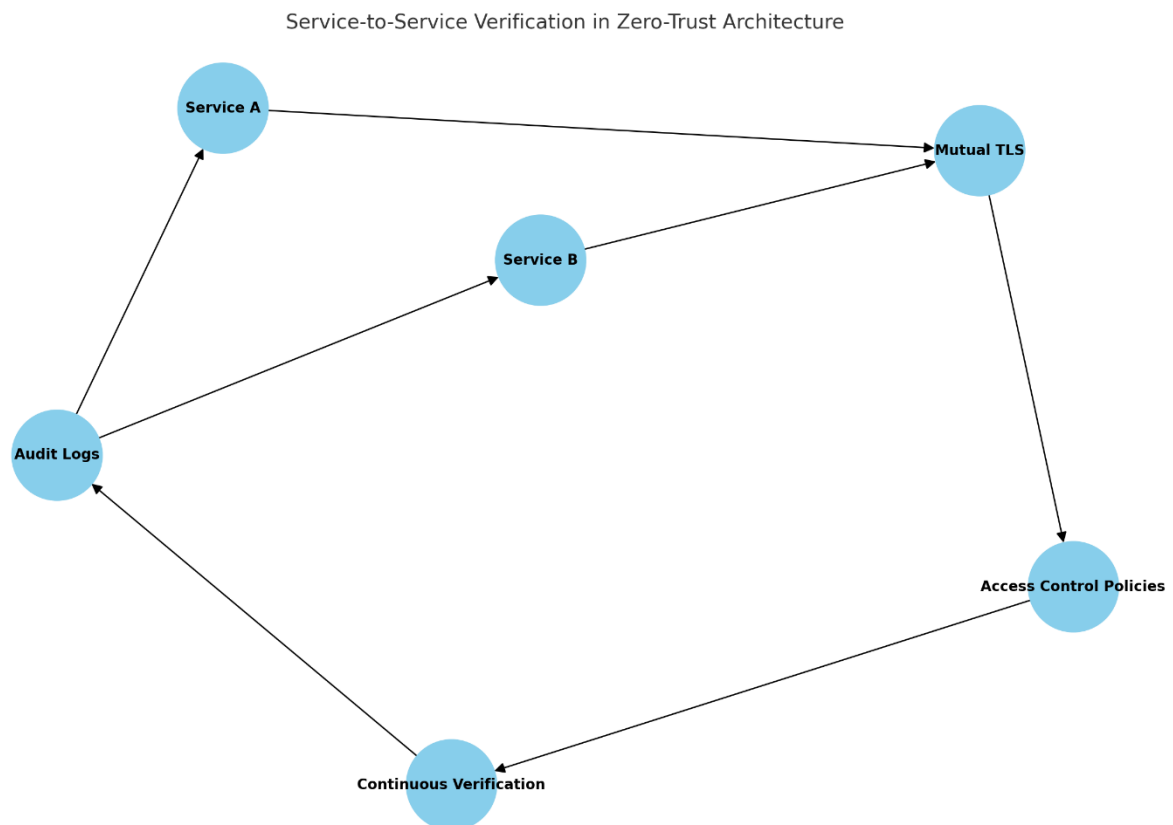 Service-to-Service Verification in Zero-Trust Architecture
Service A
Mutual TLS
Service B
Audit Logs
Access Control Policies
Continuous Verification